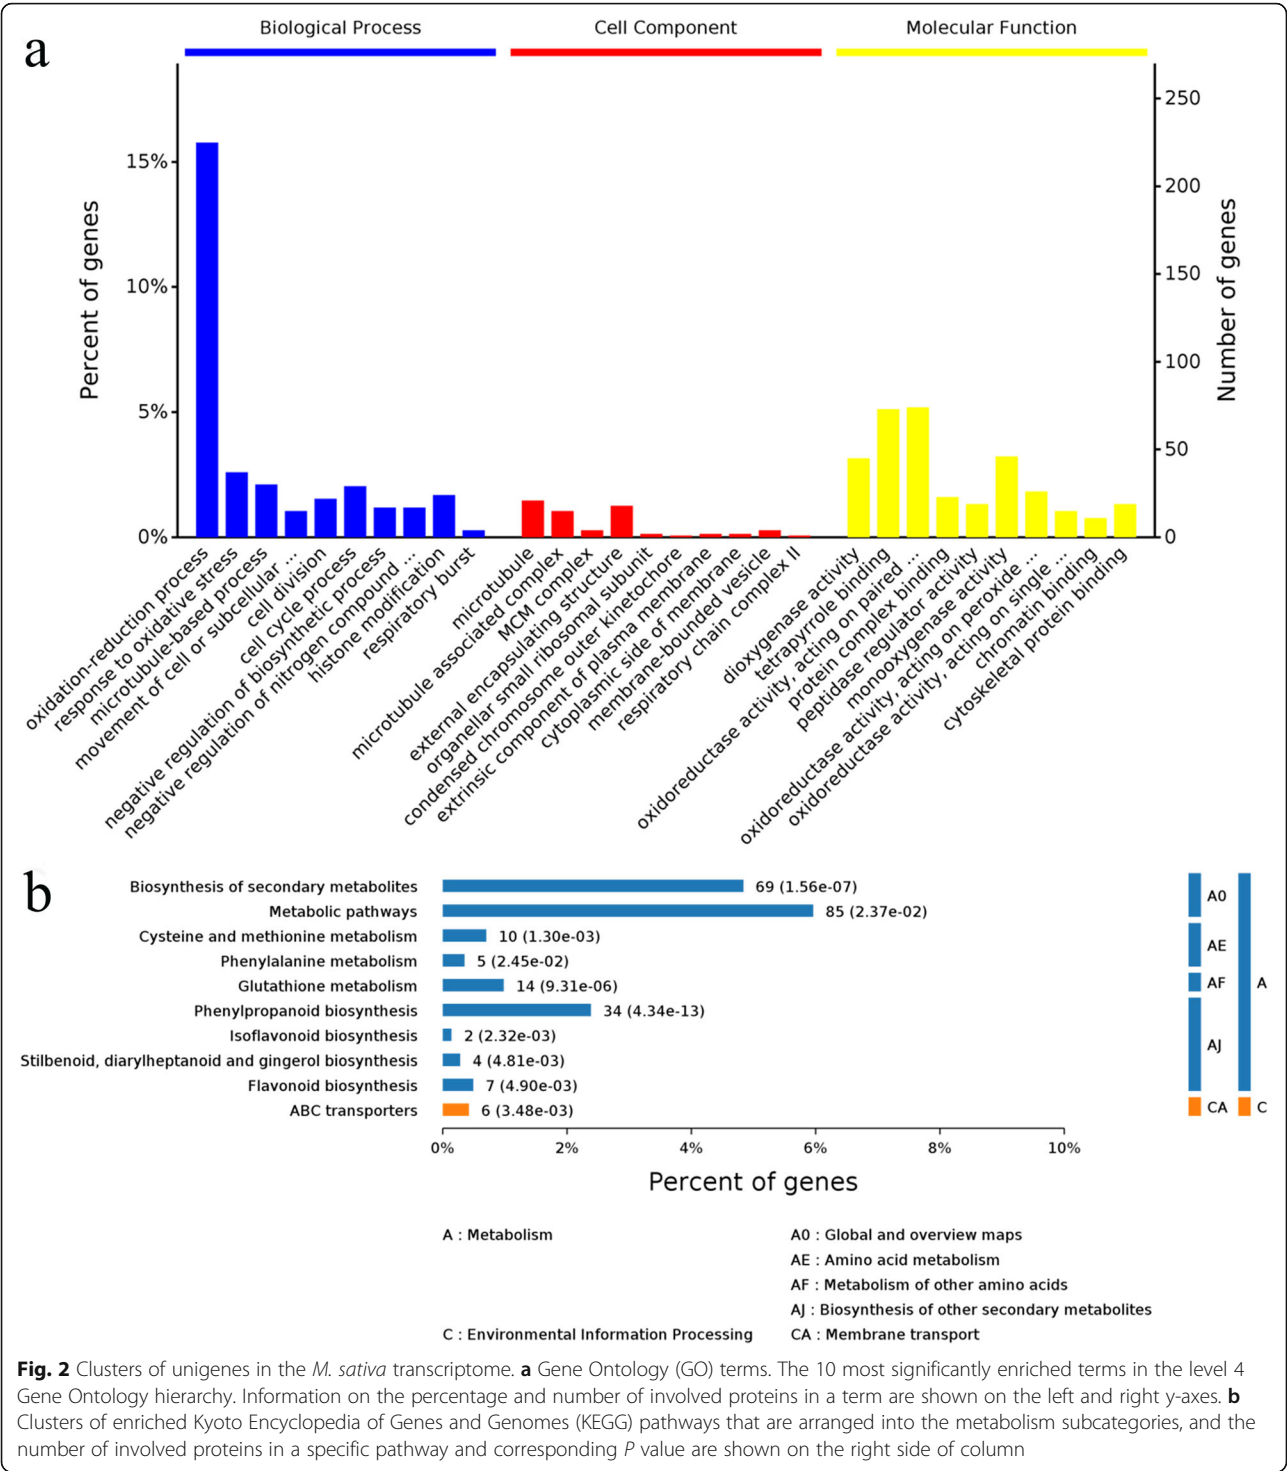 a
Biological Process
Cell Component
Molecular Function
Percent of genes
15%
10%
5%
0%
Number of genes
250
200
150
100
50
0
oxidation-reduction process
response to oxidative stress
microtubule-based process
movement of cell or subcellular ...
cell division
cell cycle process
negative regulation of biosynthetic process
negative regulation of nitrogen compound ...
histone modification
respiratory burst
microtubule
microtubule associated complex
MCM complex
external encapsulating structure
organellar small ribosomal subunit
condensed chromosome outer kinetochore
extrinsic component of plasma membrane
cytoplasmic side of membrane
membrane-bounded vesicle
respiratory chain complex II
dioxygenase activity
tetrapyrrole binding
oxidoreductase activity, acting on paired ...
protein complex binding
peptidase regulator activity
monooxygenase activity
oxidoreductase activity, acting on peroxide ...
oxidoreductase activity, acting on single ...
chromatin binding
cytoskeletal protein binding
b
Biosynthesis of secondary metabolites 69 (1.56e-07)
Metabolic pathways 85 (2.37e-02)
Cysteine and methionine metabolism 10 (1.30e-03)
Phenylalanine metabolism 5 (2.45e-02)
Glutathione metabolism 14 (9.31e-06)
Phenylpropanoid biosynthesis 34 (4.34e-13)
Isoflavonoid biosynthesis 2 (2.32e-03)
Stilbenoid, diarylheptanoid and gingerol biosynthesis 4 (4.81e-03)
Flavonoid biosynthesis 7 (4.90e-03)
ABC transporters 6 (3.48e-03)
A0
AE
AF
AJ
CA
A
C
0% 2% 4% 6% 8% 10%
Percent of genes
A : Metabolism A0 : Global and overview maps
AE : Amino acid metabolism
AF : Metabolism of other amino acids
AJ : Biosynthesis of other secondary metabolites
C : Environmental Information Processing CA : Membrane transport
Fig. 2 Clusters of unigenes in the M. sativa transcriptome. a Gene Ontology (GO) terms. The 10 most significantly enriched terms in the level 4
Gene Ontology hierarchy. Information on the percentage and number of involved proteins in a term are shown on the left and right y-axes. b
Clusters of enriched Kyoto Encyclopedia of Genes and Genomes (KEGG) pathways that are arranged into the metabolism subcategories, and the
number of involved proteins in a specific pathway and corresponding P value are shown on the right side of column